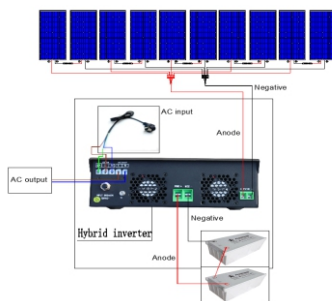 Negative
AC input
Anode
AC output
Negative
Hybrid inverter
Anode